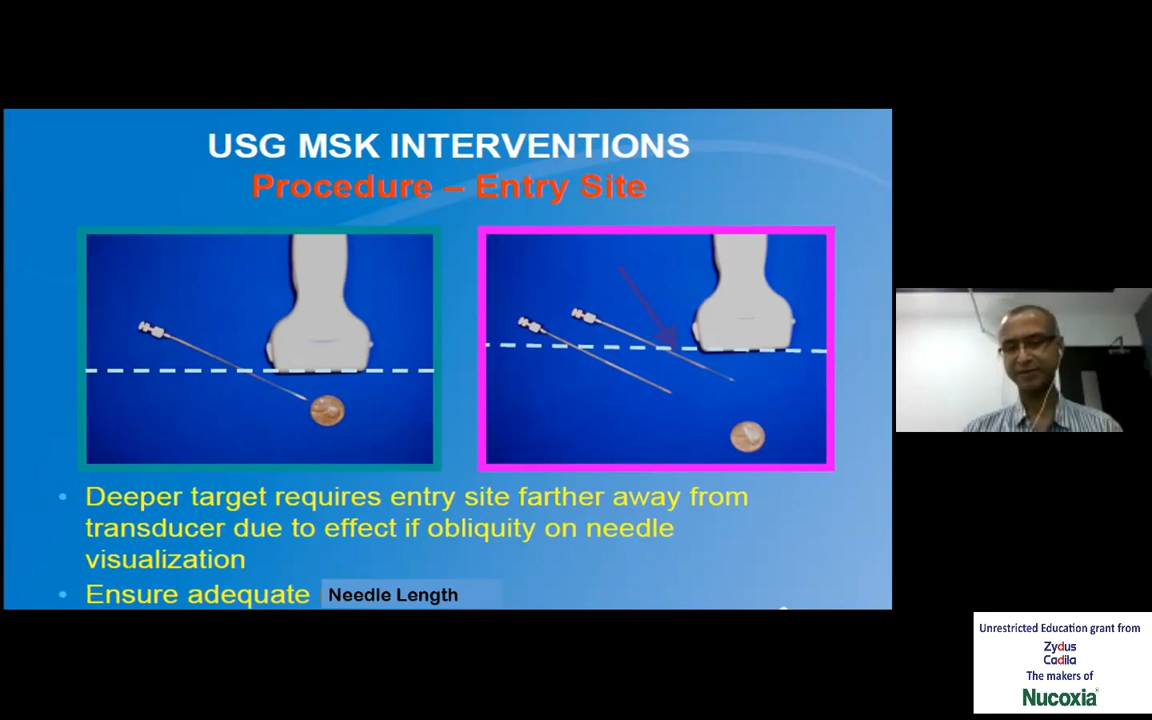 USG MSK INTERVENTIONS
Procedure – Entry Site
• Deeper target requires entry site farther away from
transducer due to effect if obliquity on needle
visualization
• Ensure adequate Needle Length
Unrestricted Education grant from
Zydus
Cadila
The makers of
Nucoxia